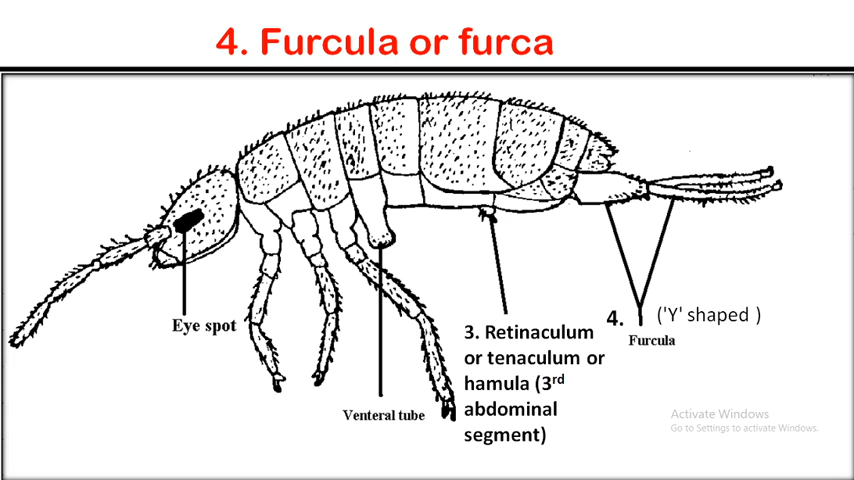 4. Furcula or furca
Eye spot
Venteral tube
3. Retinaculum
or tenaculum or
hamula (3rd
abdominal
segment)
4. ('Y' shaped )
Furcula
Activate Windows
Go to Settings to activate Windows.